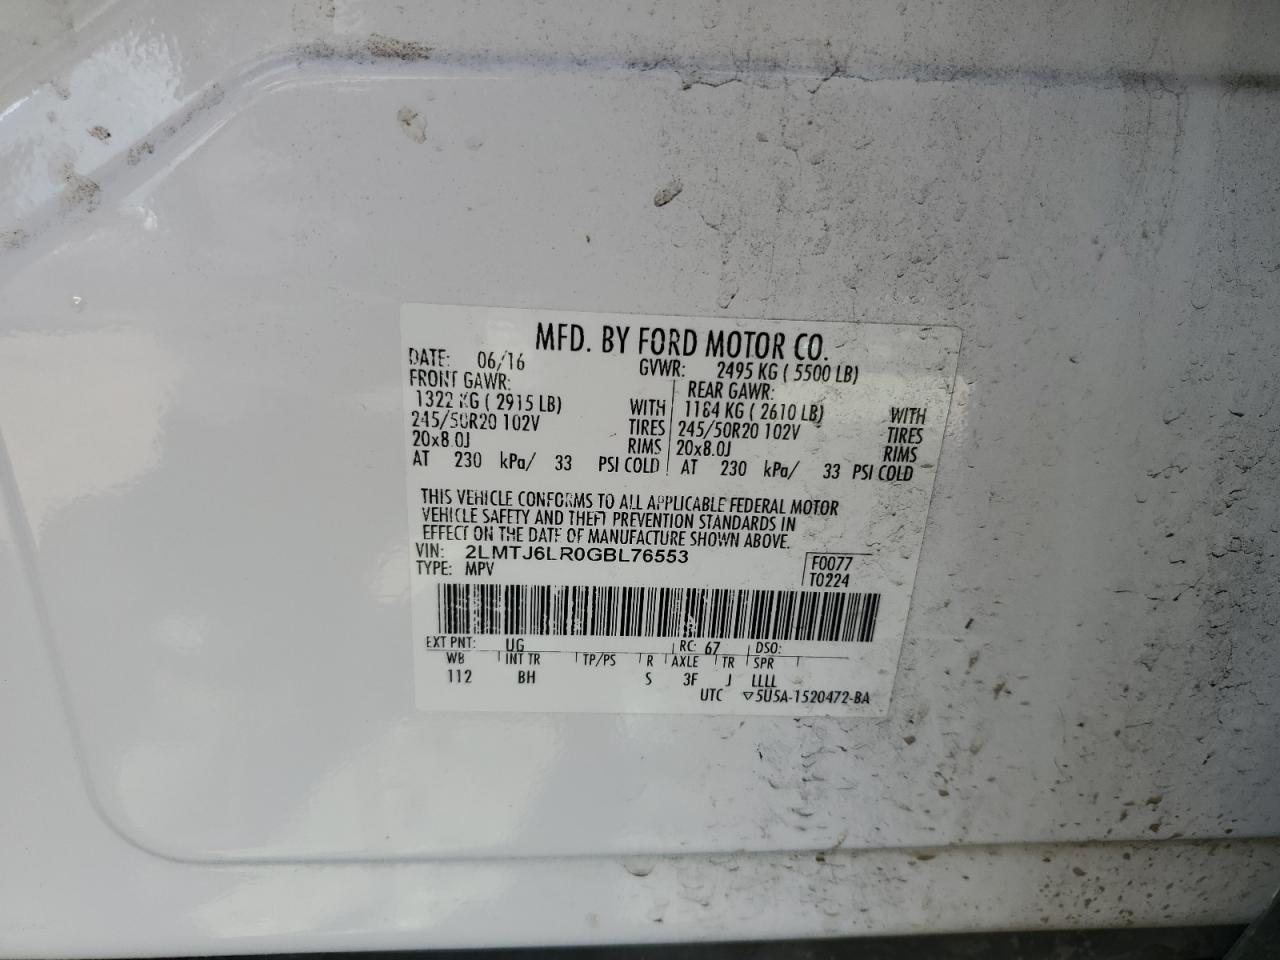 MFD. BY FORD MOTOR CO.
DATE: 06/16 GVWR: 2495 KG ( 5500 LB)
FRONT GAWR: REAR GAWR:
1322 KG ( 2915 LB) WITH 1184 KG ( 2610 LB) WITH
245/50R20 102V TIRES 245/50R20 102V TIRES
20x8.0J RIMS 20x8.0J RIMS
AT 230 kPa/ 33 PSI COLD AT 230 kPa/ 33 PSI COLD
THIS VEHICLE CONFORMS TO ALL APPLICABLE FEDERAL MOTOR
VEHICLE SAFETY AND THEFT PREVENTION STANDARDS IN
EFFECT ON THE DATE OF MANUFACTURE SHOWN ABOVE.
VIN: 2LMTJ6LR0GBL76553
TYPE: MPV
F0077
T0224
EXT PNT: UG RC: 67 DSO:
WB INT TR TP/PS R AXLE TR SPR
112 BH S 3F J LLLL
UTC ▽5U5A-1520472-BA